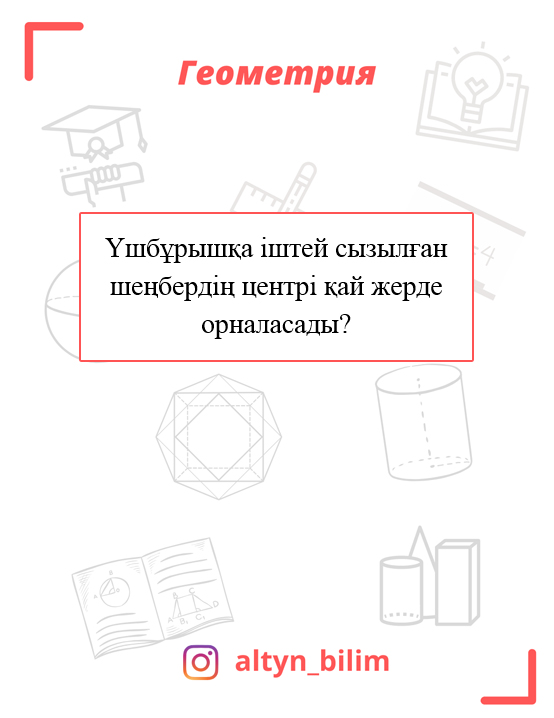 Геометрия
Үшбұрышқа іштей сызылған
шеңбердің центрі қай жерде
орналасады?
altyn_bilim